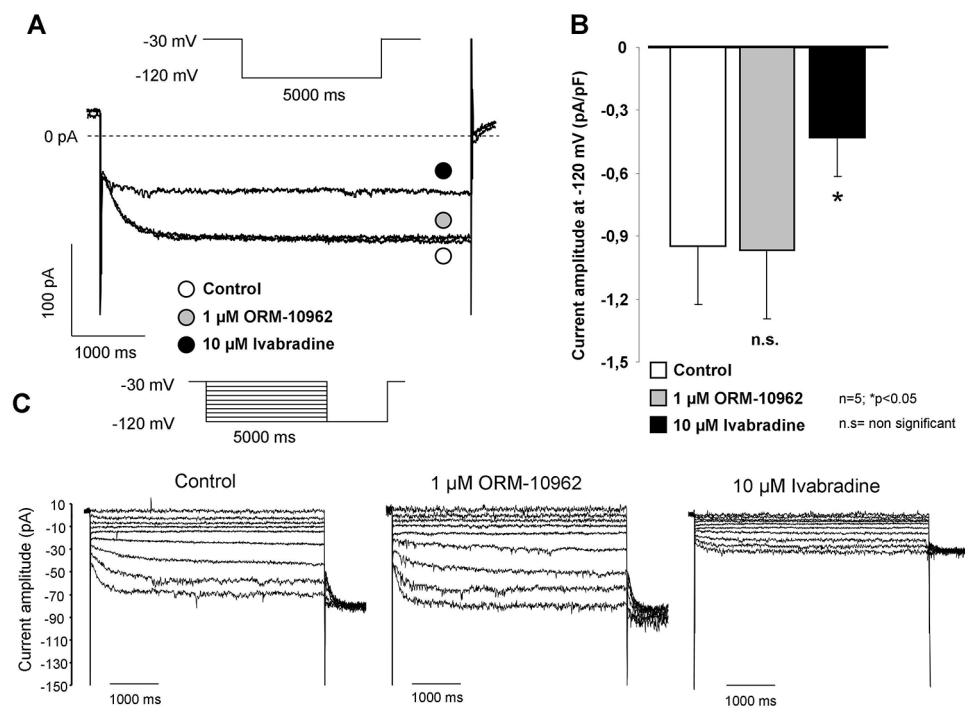 A
-30 mV
-120 mV
5000 ms
0 pA
100 pA
1000 ms
Control
1 µM ORM-10962
10 µM Ivabradine
B
Current amplitude at -120 mV (pA/pF)
0
-0,3
-0,6
-0,9
-1,2
-1,5
*
n.s.
Control
1 µM ORM-10962
10 µM Ivabradine
n=5; *p<0.05
n.s= non significant
C
-30 mV
-120 mV
5000 ms
Control
1 µM ORM-10962
10 µM Ivabradine
Current amplitude (pA)
10
-10
-30
-50
-70
-90
-110
-130
-150
1000 ms
1000 ms
1000 ms